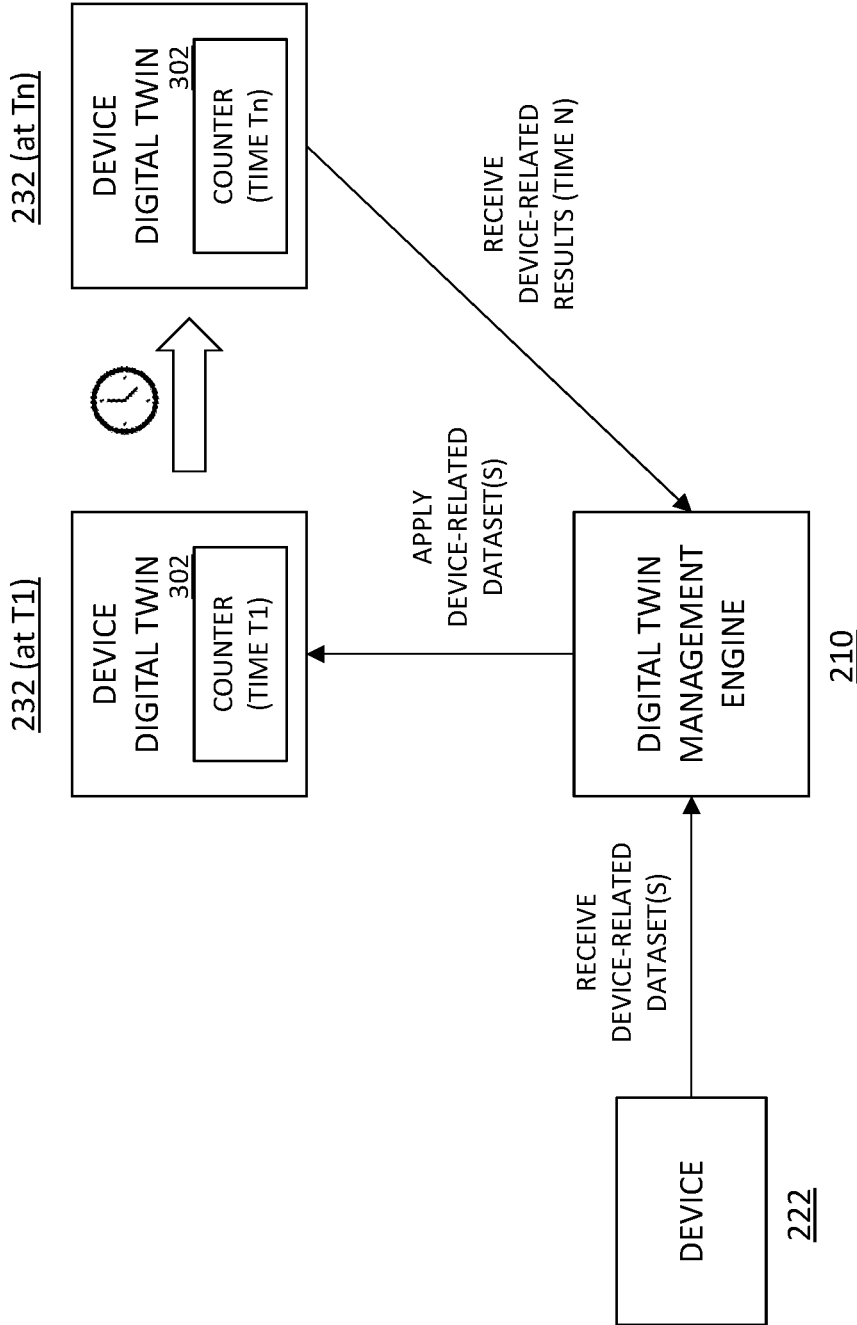 232 (at T1)
DEVICE
DIGITAL TWIN
302
COUNTER
(TIME T1)
232 (at Tn)
DEVICE
DIGITAL TWIN
302
COUNTER
(TIME Tn)
APPLY
DEVICE-RELATED
DATASET(S)
RECEIVE
DEVICE-RELATED
RESULTS (TIME N)
RECEIVE
DEVICE-RELATED
DATASET(S)
DEVICE
222
DIGITAL TWIN
MANAGEMENT
ENGINE
210